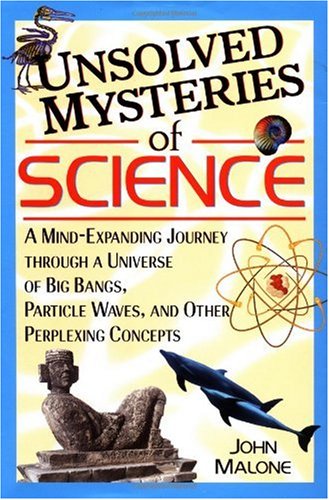 UNSOLVED
MYSTERIES
of
SCIENCE
A MIND-EXPANDING JOURNEY
THROUGH A UNIVERSE
OF BIG BANGS,
PARTICLE WAVES, AND OTHER
PERPLEXING CONCEPTS
JOHN
MALONE